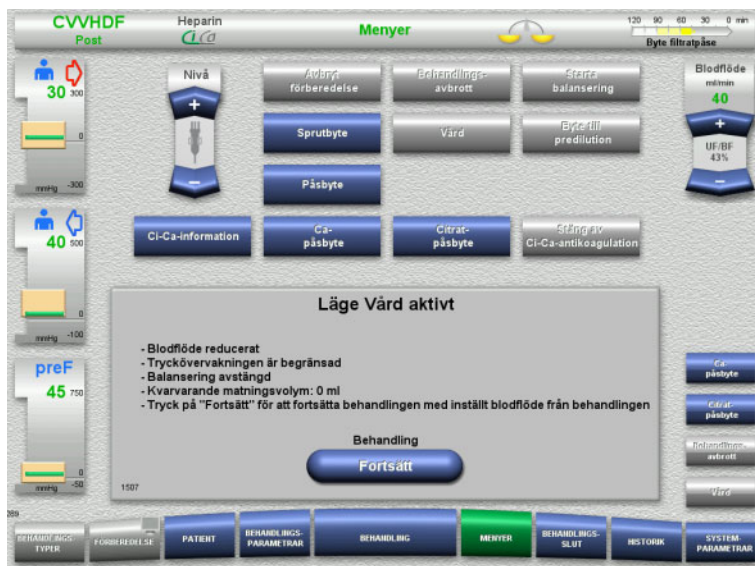 CVVHDF
Post
Heparin
Ci Ca
Menyer
120 90 60 30 0 min
Byte filtratpåse
30 300
0
mmHg -300
40 500
0
mmHg -100
preF
45 750
0
mmHg -50
Nivå
+
−
Avbryt
förberedelse
Behandlings-
avbrott
Starta
balansering
Sprutbyte
Vård
Byte till
predilution
Påsbyte
Ci-Ca-information
Ca-
påsbyte
Citrat-
påsbyte
Stäng av
Ci-Ca-antikoagulation
Blodflöde
ml/min
40
+
UF/BF
43%
−
Läge Vård aktivt
- Blodflöde reducerat
- Tryckövervakningen är begränsad
- Balansering avstängd
- Kvarvarande matningsvolym: 0 ml
- Tryck på "Fortsätt" för att fortsätta behandlingen med inställt blodflöde från behandlingen
Behandling
Fortsätt
1507
Ca-
påsbyte
Citrat-
påsbyte
Behandlings-
avbrott
Vård
BEHANDLINGS-
TYPER
FÖRBEREDELSE
PATIENT
BEHANDLINGS-
PARAMETRAR
BEHANDLING
MENYER
BEHANDLINGS-
SLUT
HISTORIK
SYSTEM-
PARAMETRAR